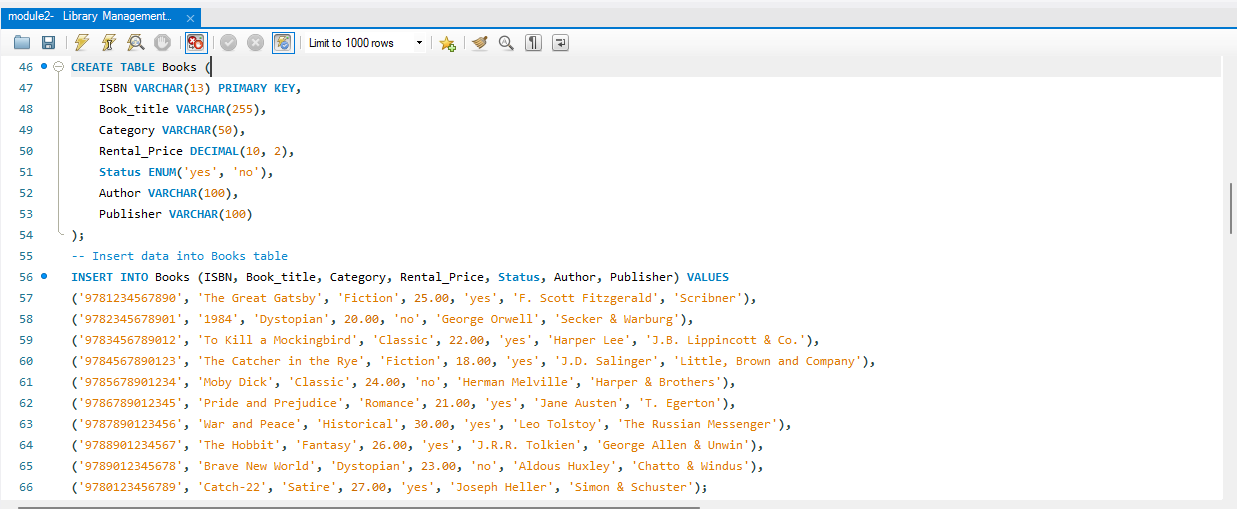 module2- Library Management...
Limit to 1000 rows
46 CREATE TABLE Books (
47 ISBN VARCHAR(13) PRIMARY KEY,
48 Book_title VARCHAR(255),
49 Category VARCHAR(50),
50 Rental_Price DECIMAL(10, 2),
51 Status ENUM('yes', 'no'),
52 Author VARCHAR(100),
53 Publisher VARCHAR(100)
54 );
55 -- Insert data into Books table
56 INSERT INTO Books (ISBN, Book_title, Category, Rental_Price, Status, Author, Publisher) VALUES
57 ('9781234567890', 'The Great Gatsby', 'Fiction', 25.00, 'yes', 'F. Scott Fitzgerald', 'Scribner'),
58 ('9782345678901', '1984', 'Dystopian', 20.00, 'no', 'George Orwell', 'Secker & Warburg'),
59 ('9783456789012', 'To Kill a Mockingbird', 'Classic', 22.00, 'yes', 'Harper Lee', 'J.B. Lippincott & Co.'),
60 ('9784567890123', 'The Catcher in the Rye', 'Fiction', 18.00, 'yes', 'J.D. Salinger', 'Little, Brown and Company'),
61 ('9785678901234', 'Moby Dick', 'Classic', 24.00, 'no', 'Herman Melville', 'Harper & Brothers'),
62 ('9786789012345', 'Pride and Prejudice', 'Romance', 21.00, 'yes', 'Jane Austen', 'T. Egerton'),
63 ('9787890123456', 'War and Peace', 'Historical', 30.00, 'yes', 'Leo Tolstoy', 'The Russian Messenger'),
64 ('9788901234567', 'The Hobbit', 'Fantasy', 26.00, 'yes', 'J.R.R. Tolkien', 'George Allen & Unwin'),
65 ('9789012345678', 'Brave New World', 'Dystopian', 23.00, 'no', 'Aldous Huxley', 'Chatto & Windus'),
66 ('9780123456789', 'Catch-22', 'Satire', 27.00, 'yes', 'Joseph Heller', 'Simon & Schuster');